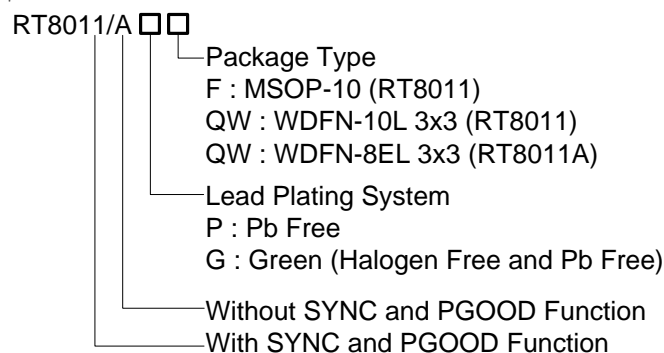 RT8011/A
Package Type
F : MSOP-10 (RT8011)
QW : WDFN-10L 3x3 (RT8011)
QW : WDFN-8EL 3x3 (RT8011A)
Lead Plating System
P : Pb Free
G : Green (Halogen Free and Pb Free)
Without SYNC and PGOOD Function
With SYNC and PGOOD Function